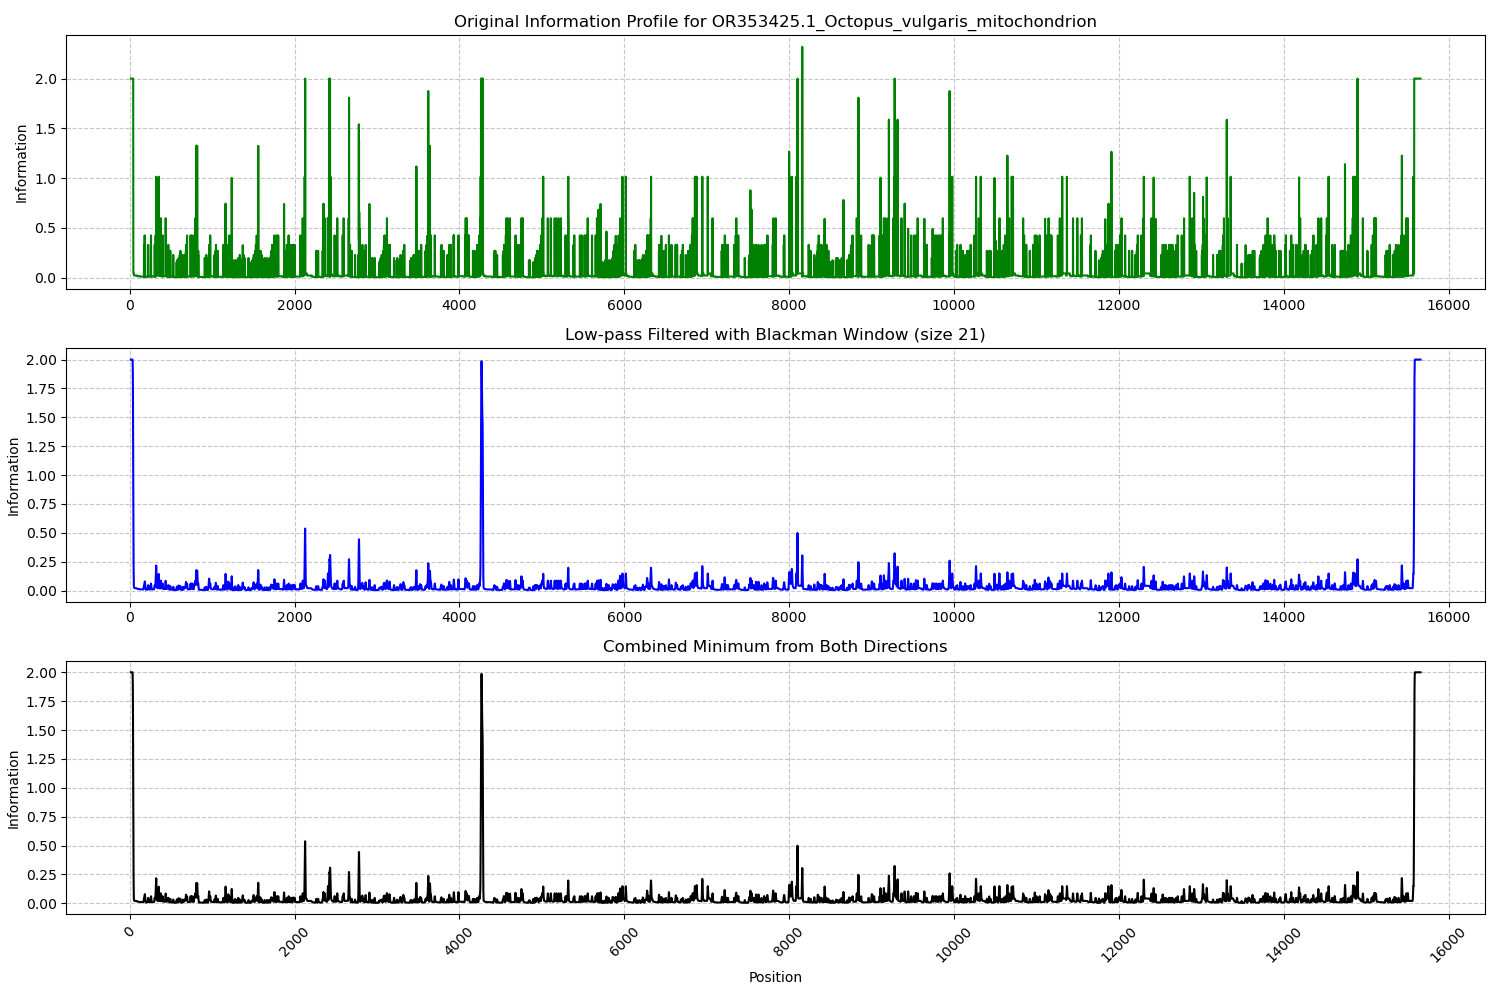 Original Information Profile for OR353425.1_Octopus_vulgaris_mitochondrion
Information
2.0
1.5
1.0
0.5
0.0
0 2000 4000 6000 8000 10000 12000 14000 16000
Low-pass Filtered with Blackman Window (size 21)
Information
2.00
1.75
1.50
1.25
1.00
0.75
0.50
0.25
0.00
0 2000 4000 6000 8000 10000 12000 14000 16000
Combined Minimum from Both Directions
Information
2.00
1.75
1.50
1.25
1.00
0.75
0.50
0.25
0.00
0 2000 4000 6000 8000 10000 12000 14000 16000
Position